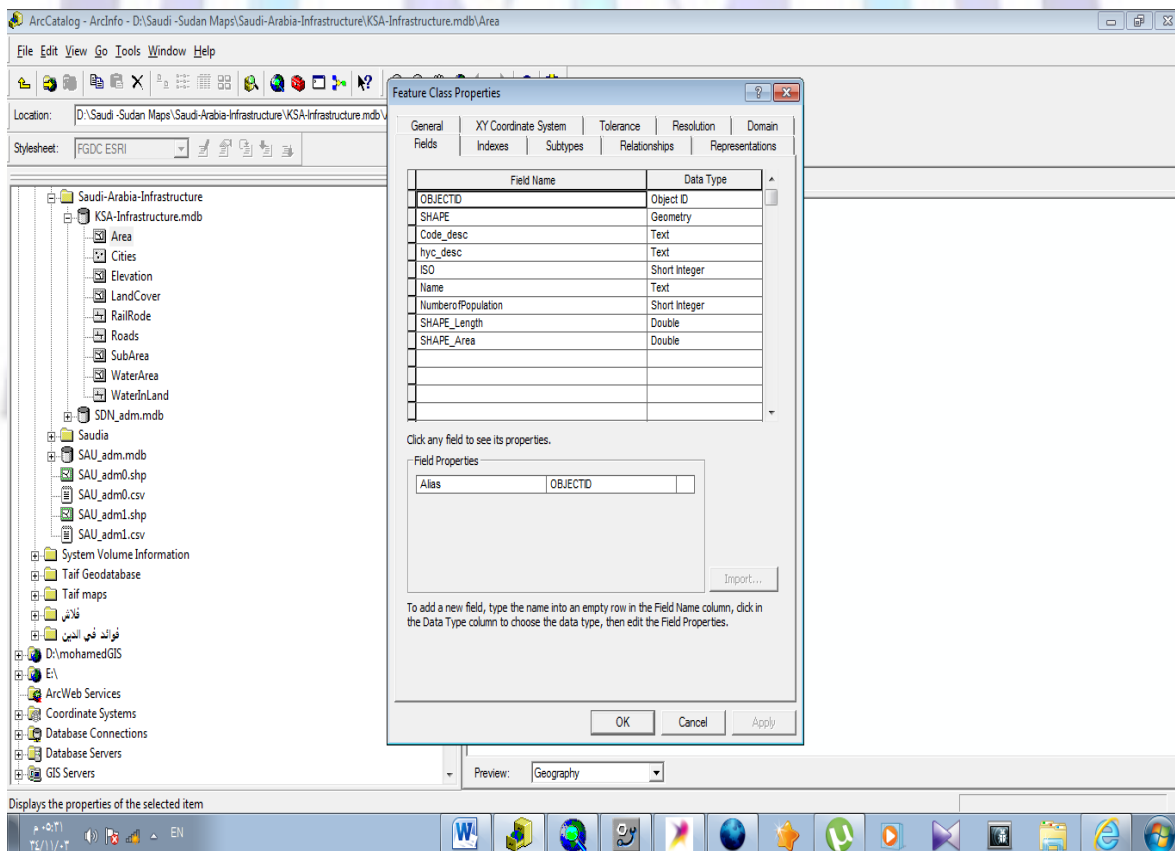 ArcCatalog - ArcInfo - D:\Saudi -Sudan Maps\Saudi-Arabia-Infrastructure\KSA-Infrastructure.mdb\Area
File Edit View Go Tools Window Help
Location: D:\Saudi -Sudan Maps\Saudi-Arabia-Infrastructure\KSA-Infrastructure.mdb\
Stylesheet: FGDC ESRI
Saudi-Arabia-Infrastructure
KSA-Infrastructure.mdb
Area
Cities
Elevation
LandCover
RailRode
Roads
SubArea
WaterArea
WaterInLand
SDN_adm.mdb
Saudia
SAU_adm.mdb
SAU_adm0.shp
SAU_adm0.csv
SAU_adm1.shp
SAU_adm1.csv
System Volume Information
Taif Geodatabase
Taif maps
فلاش
فوائد في الدين
D:\mohamedGIS
E:\
ArcWeb Services
Coordinate Systems
Database Connections
Database Servers
GIS Servers
Feature Class Properties
General XY Coordinate System Tolerance Resolution Domain
Fields Indexes Subtypes Relationships Representations
Field Name Data Type
OBJECTID Object ID
SHAPE Geometry
Code_desc Text
hyc_desc Text
ISO Short Integer
Name Text
NumberofPopulation Short Integer
SHAPE_Length Double
SHAPE_Area Double
Click any field to see its properties.
Field Properties
Alias OBJECTID
Import...
To add a new field, type the name into an empty row in the Field Name column, click in
the Data Type column to choose the data type, then edit the Field Properties.
OK Cancel Apply
Preview: Geography
Displays the properties of the selected item
٠٥:٣١ م
EN